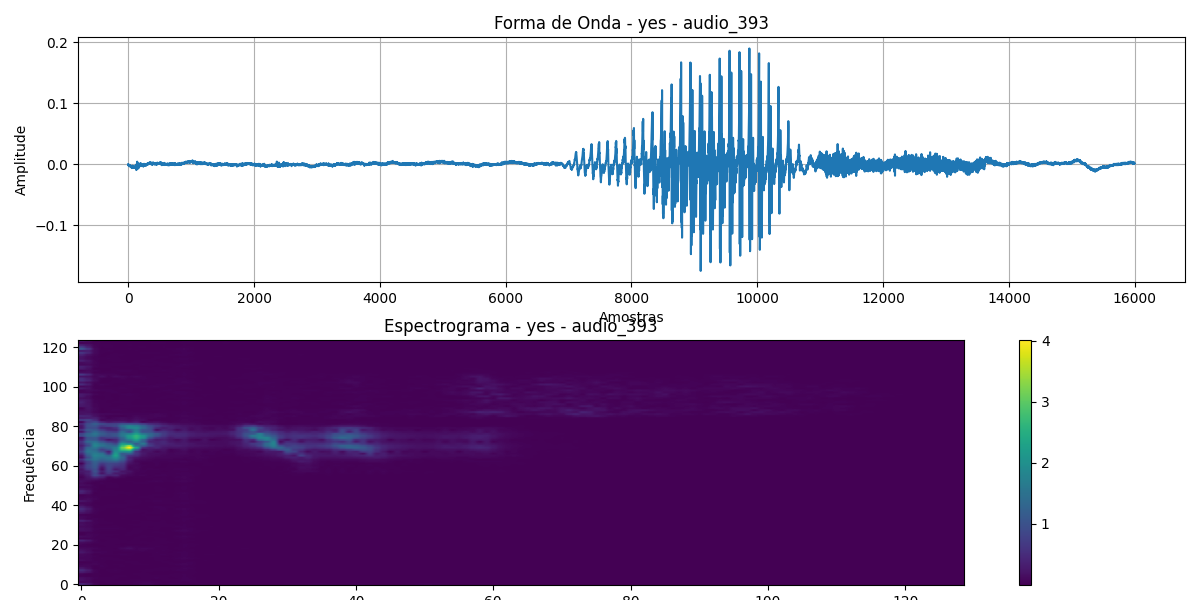 Forma de Onda - yes - audio_393
Amplitude
0.2
0.1
0.0
−0.1
0 2000 4000 6000 8000 10000 12000 14000 16000
Amostras
Espectrograma - yes - audio_393
Frequência
120
100
80
60
40
20
0
0 20 40 60 80 100 120
4
3
2
1